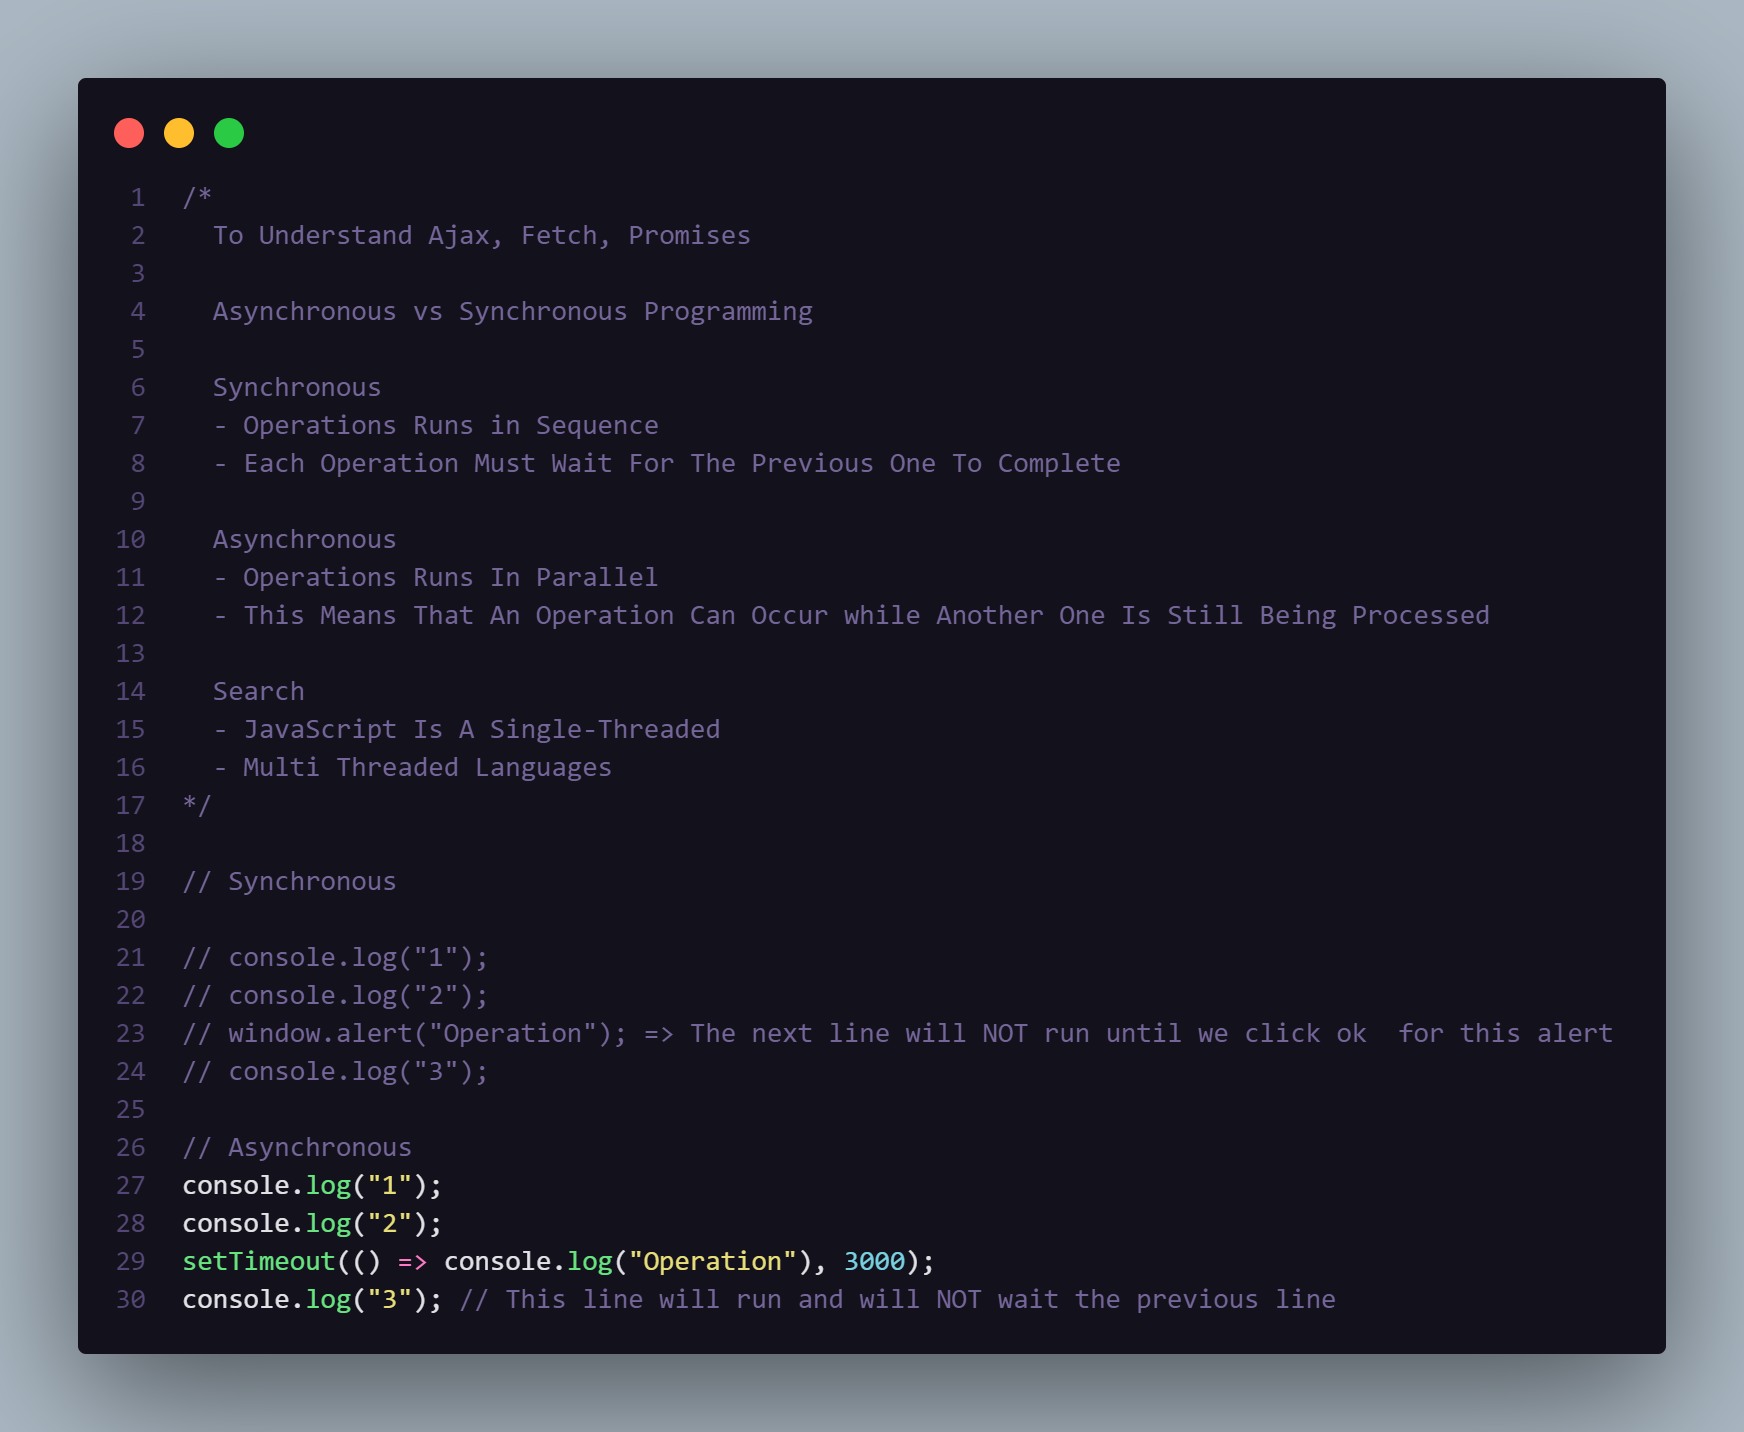 1 /*
2 To Understand Ajax, Fetch, Promises
3
4 Asynchronous vs Synchronous Programming
5
6 Synchronous
7 - Operations Runs in Sequence
8 - Each Operation Must Wait For The Previous One To Complete
9
10 Asynchronous
11 - Operations Runs In Parallel
12 - This Means That An Operation Can Occur while Another One Is Still Being Processed
13
14 Search
15 - JavaScript Is A Single-Threaded
16 - Multi Threaded Languages
17 */
18
19 // Synchronous
20
21 // console.log("1");
22 // console.log("2");
23 // window.alert("Operation"); => The next line will NOT run until we click ok  for this alert
24 // console.log("3");
25
26 // Asynchronous
27 console.log("1");
28 console.log("2");
29 setTimeout(() => console.log("Operation"), 3000);
30 console.log("3"); // This line will run and will NOT wait the previous line